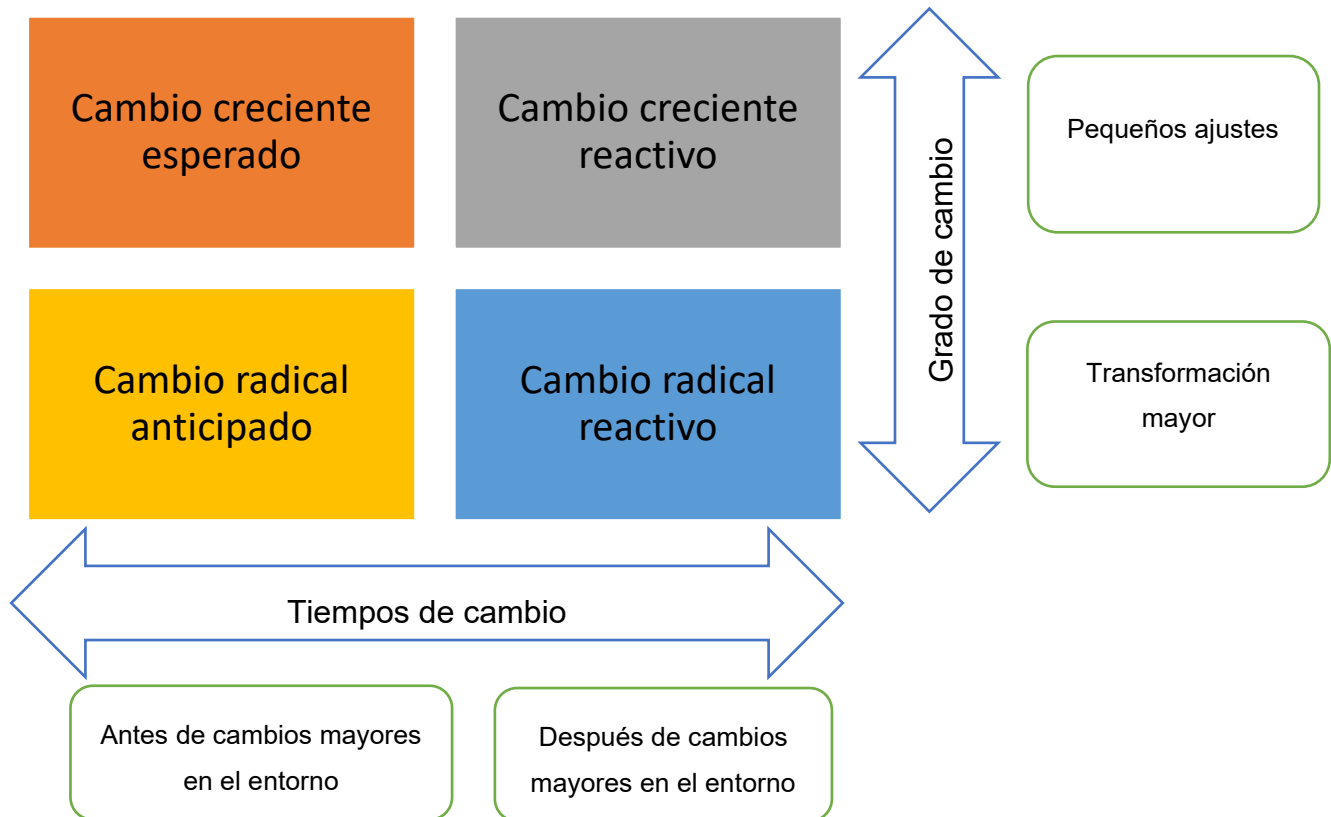 Cambio creciente
esperado
Cambio creciente
reactivo
Grado de cambio
Pequeños ajustes
Cambio radical
anticipado
Cambio radical
reactivo
Transformación
mayor
Tiempos de cambio
Antes de cambios mayores
en el entorno
Después de cambios
mayores en el entorno